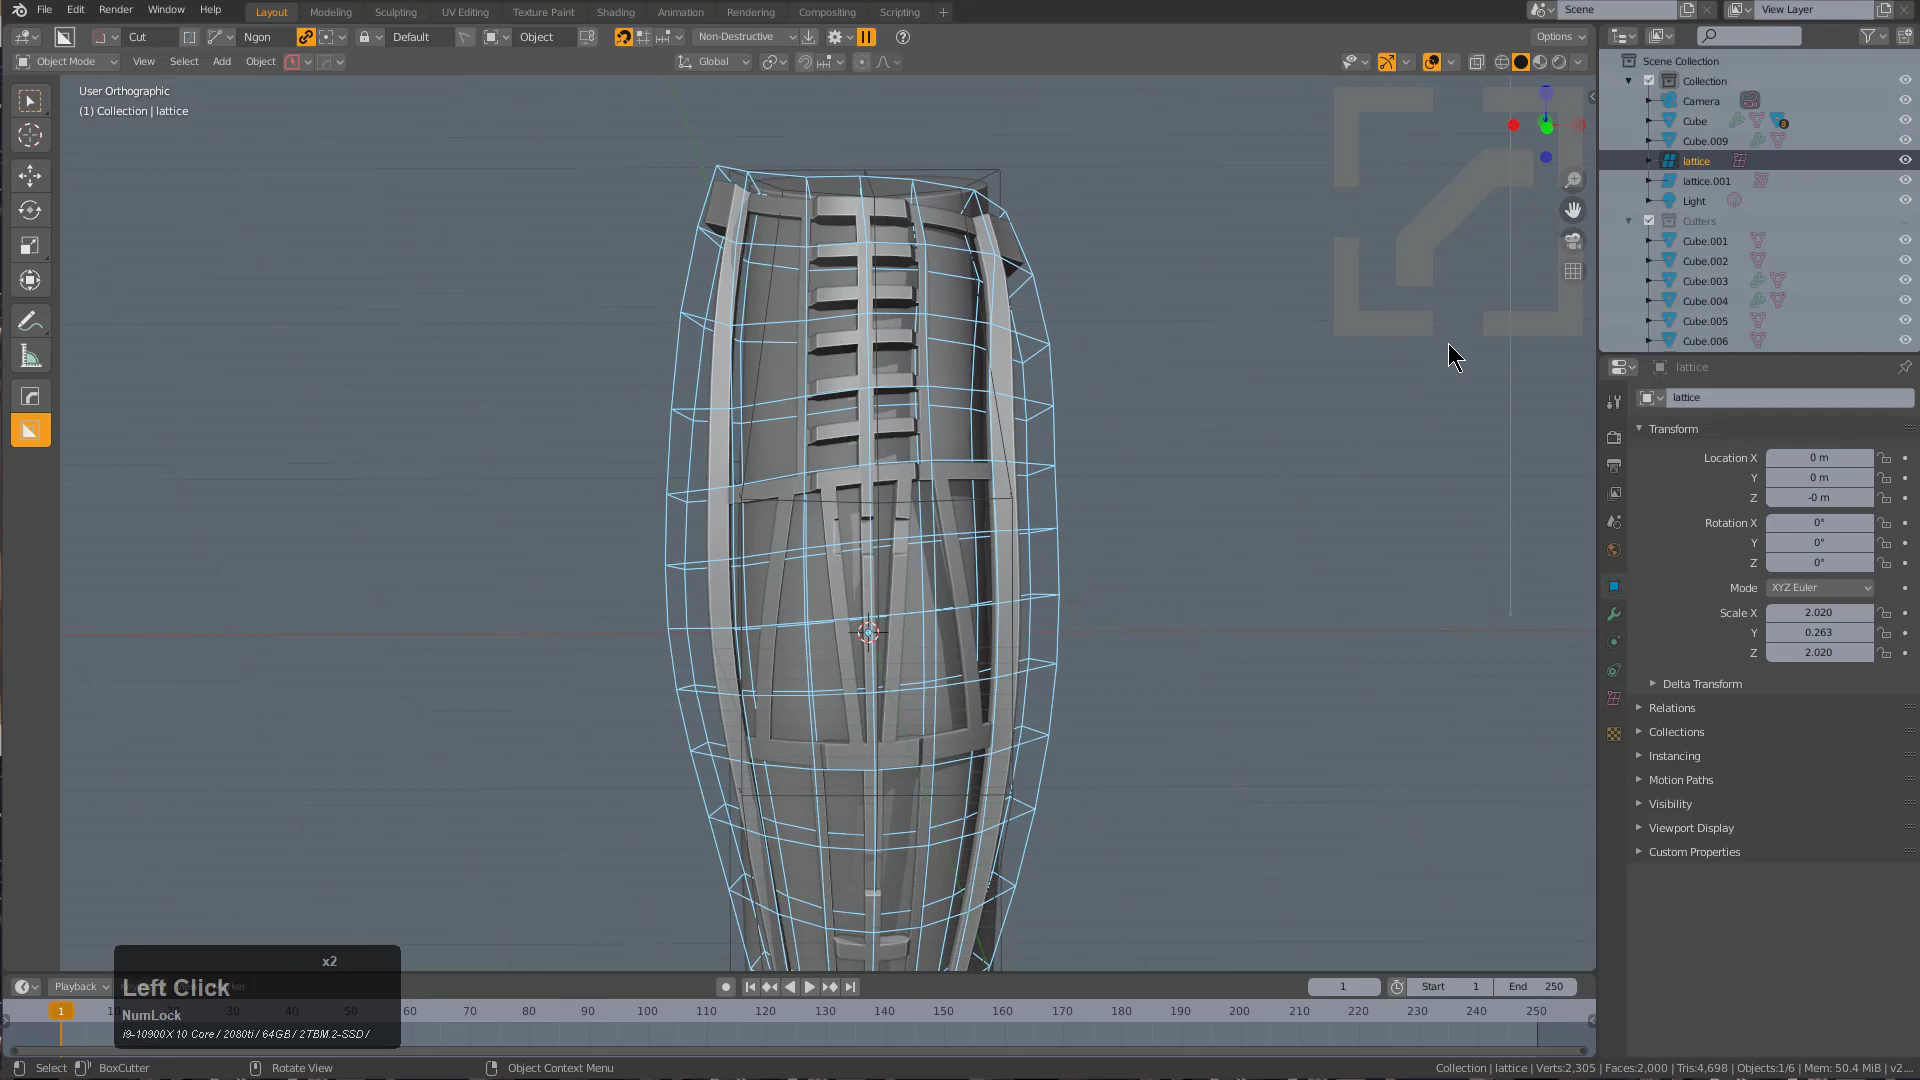 File Edit Render Window Help Layout Modeling Sculpting UV Editing Texture Paint Shading Animation Rendering Compositing Scripting + Scene View Layer
Cut Ngon Default Object Non-Destructive Options
Object Mode View Select Add Object Global
User Orthographic
(1) Collection | lattice
Scene Collection
Collection
Camera
Cube 8
Cube.009
lattice
lattice.001
Light
Cutters
Cube.001
Cube.002
Cube.003
Cube.004
Cube.005
Cube.006
lattice
lattice
Transform
Location X 0 m
Y 0 m
Z -0 m
Rotation X 0°
Y 0°
Z 0°
Mode XYZ Euler
Scale X 2.020
Y 0.263
Z 2.020
Delta Transform
Relations
Collections
Instancing
Motion Paths
Visibility
Viewport Display
Custom Properties
x2
Left Click
NumLock
i9-10900X 10 Core / 2080ti / 64GB / 2TBM.2-SSD /
Playback 1 Start 1 End 250
1 10 30 40 50 60 70 80 90 100 110 120 130 140 150 160 170 180 190 200 210 220 230 240 250
Select BoxCutter Rotate View Object Context Menu Collection | lattice | Verts:2,305 | Faces:2,000 | Tris:4,698 | Objects:1/6 | Mem: 50.4 MiB | v2....